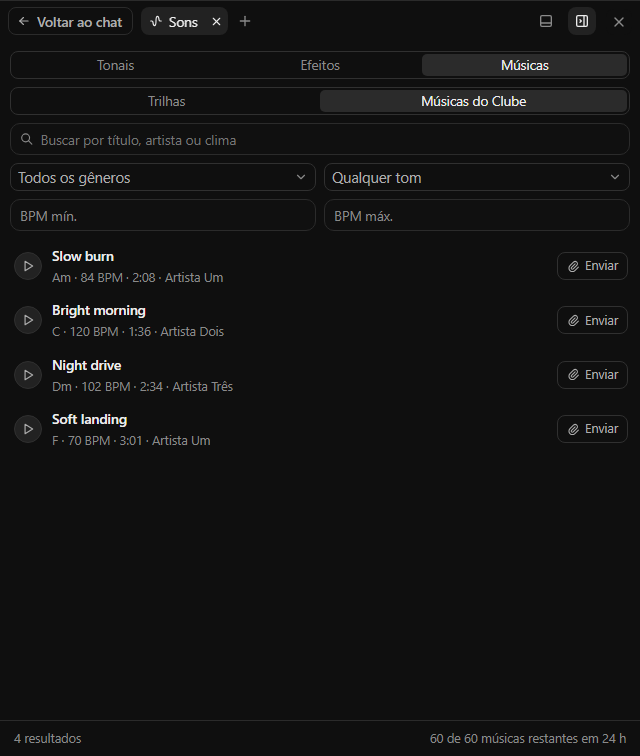 Voltar ao chat
Sons
Tonais
Efeitos
Músicas
Trilhas
Músicas do Clube
Buscar por título, artista ou clima
Todos os gêneros
Qualquer tom
BPM mín.
BPM máx.
Slow burn
Am · 84 BPM · 2:08 · Artista Um
Enviar
Bright morning
C · 120 BPM · 1:36 · Artista Dois
Enviar
Night drive
Dm · 102 BPM · 2:34 · Artista Três
Enviar
Soft landing
F · 70 BPM · 3:01 · Artista Um
Enviar
4 resultados
60 de 60 músicas restantes em 24 h